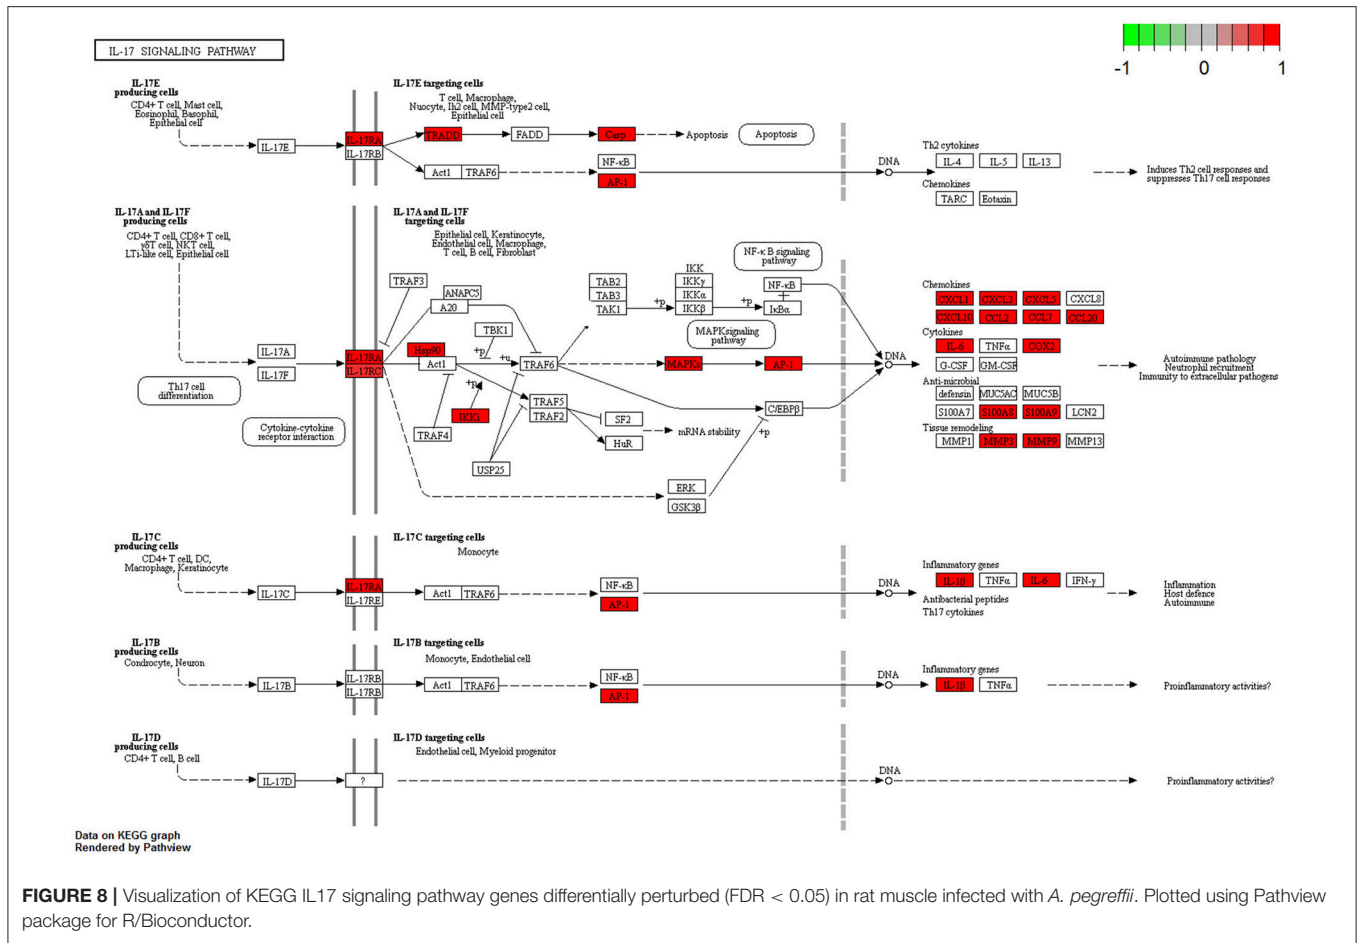 IL-17 SIGNALING PATHWAY
-1 0 1
IL-17E
producing cells
CD4+ T cell, Mast cell,
Eosinophil, Basophil,
Epithelial cell
IL-17E
IL-17RA
IL-17RB
IL-17E targeting cells
T cell, Macrophage,
Nuocyte, Ih2 cell, MMP-type2 cell,
Epithelial cell
TRADD
FADD
Casp
Apoptosis
Apoptosis
Act1 TRAF6
NF-κB
AP-1
DNA
Th2 cytokines
IL-4 IL-5 IL-13
Chemokines
TARC Eotaxin
Induces Th2 cell responses and
suppresses Th17 cell responses
IL-17A and IL-17F
producing cells
CD4+ T cell, CD8+ T cell,
γδT cell, NKT cell,
LTi-like cell, Epithelial cell
IL-17A
IL-17F
Th17 cell
differentiation
Cytokine-cytokine
receptor interaction
IL-17RA
IL-17RC
IL-17A and IL-17F
targeting cells
Epithelial cell, Keratinocyte,
Endothelial cell, Macrophage,
T cell, B cell, Fibroblast
TRAF3
ANAPC5
A20
TBK1
+p
Hsp90
Act1
+p
IKKi
TRAF4
USP25
+u
TRAF6
TRAF5
TRAF2
SF2
HuR
mRNA stability
TAB2
TAB3
TAK1
+p
IKK
IKKγ
IKKα
IKKβ
+p
NF-κB
IκBα
NF-κ B signaling
pathway
MAPKsignaling
pathway
MAPKs
AP-1
C/EBPβ
+p
ERK
GSK3β
DNA
Chemokines
CXCL1 CXCL2 CXCL5 CXCL8
CXCL10 CCL2 CCL7 CCL20
Cytokines
IL-6 TNFα COX2
G-CSF GM-CSF
Anti-microbial
defensin MUC5AC MUC5B
S100A7 S100A8 S100A9 LCN2
Tissue remodeling
MMP1 MMP3 MMP9 MMP13
Autoimmune pathology
Neutrophil recruitment
Immunity to extracellular pathogens
IL-17C
producing cells
CD4+ T cell, DC,
Macrophage, Keratinocyte
IL-17C
IL-17RA
IL-17RE
IL-17C targeting cells
Monocyte
Act1 TRAF6
NF-κB
AP-1
DNA
Inflammatory genes
IL-1β TNFα IL-6 IFN-γ
Antibacterial peptides
Th17 cytokines
Inflammation
Host defence
Autoimmune
IL-17B
producing cells
Condrocyte, Neuron
IL-17B
IL-17RB
IL-17RB
IL-17B targeting cells
Monocyte, Endothelial cell
Act1 TRAF6
NF-κB
AP-1
DNA
Inflammatory genes
IL-1β TNFα
Proinflammatory activities?
IL-17D
producing cells
CD4+ T cell, B cell
IL-17D
?
IL-17D targeting cells
Endothelial cell, Myeloid progenitor
DNA
Proinflammatory activities?
Data on KEGG graph
Rendered by Pathview
FIGURE 8 | Visualization of KEGG IL17 signaling pathway genes differentially perturbed (FDR < 0.05) in rat muscle infected with A. pegreffii. Plotted using Pathview
package for R/Bioconductor.